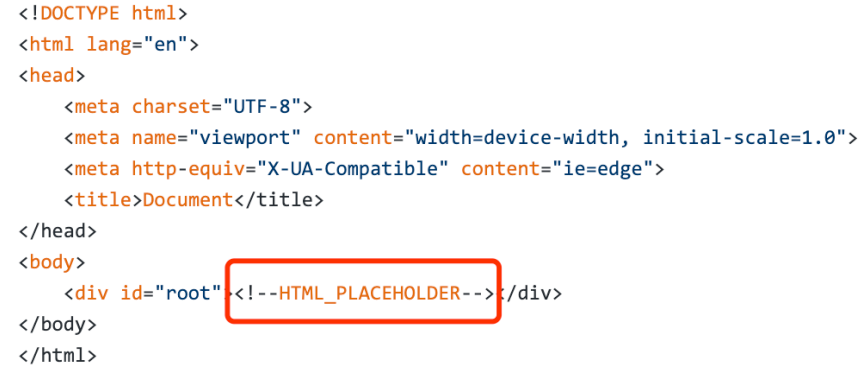 <!DOCTYPE html>
<html lang="en">
<head>
    <meta charset="UTF-8">
    <meta name="viewport" content="width=device-width, initial-scale=1.0">
    <meta http-equiv="X-UA-Compatible" content="ie=edge">
    <title>Document</title>
</head>
<body>
    <div id="root"><!--HTML_PLACEHOLDER--></div>
</body>
</html>